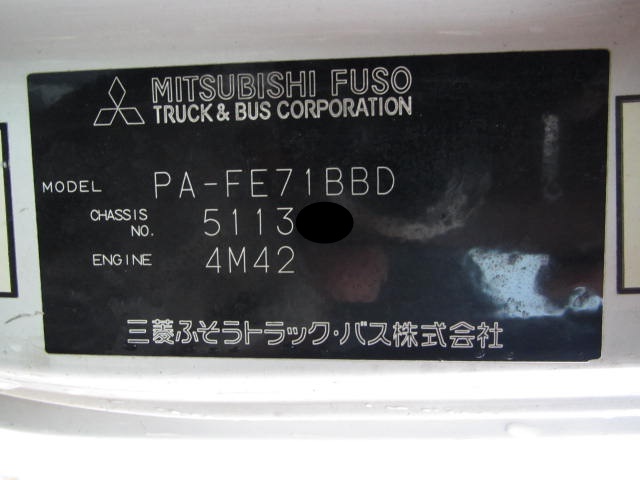 MITSUBISHI FUSO
TRUCK & BUS CORPORATION
MODEL PA-FE71BBD
CHASSIS NO. 5113
ENGINE 4M42
三菱ふそうトラック・バス株式会社